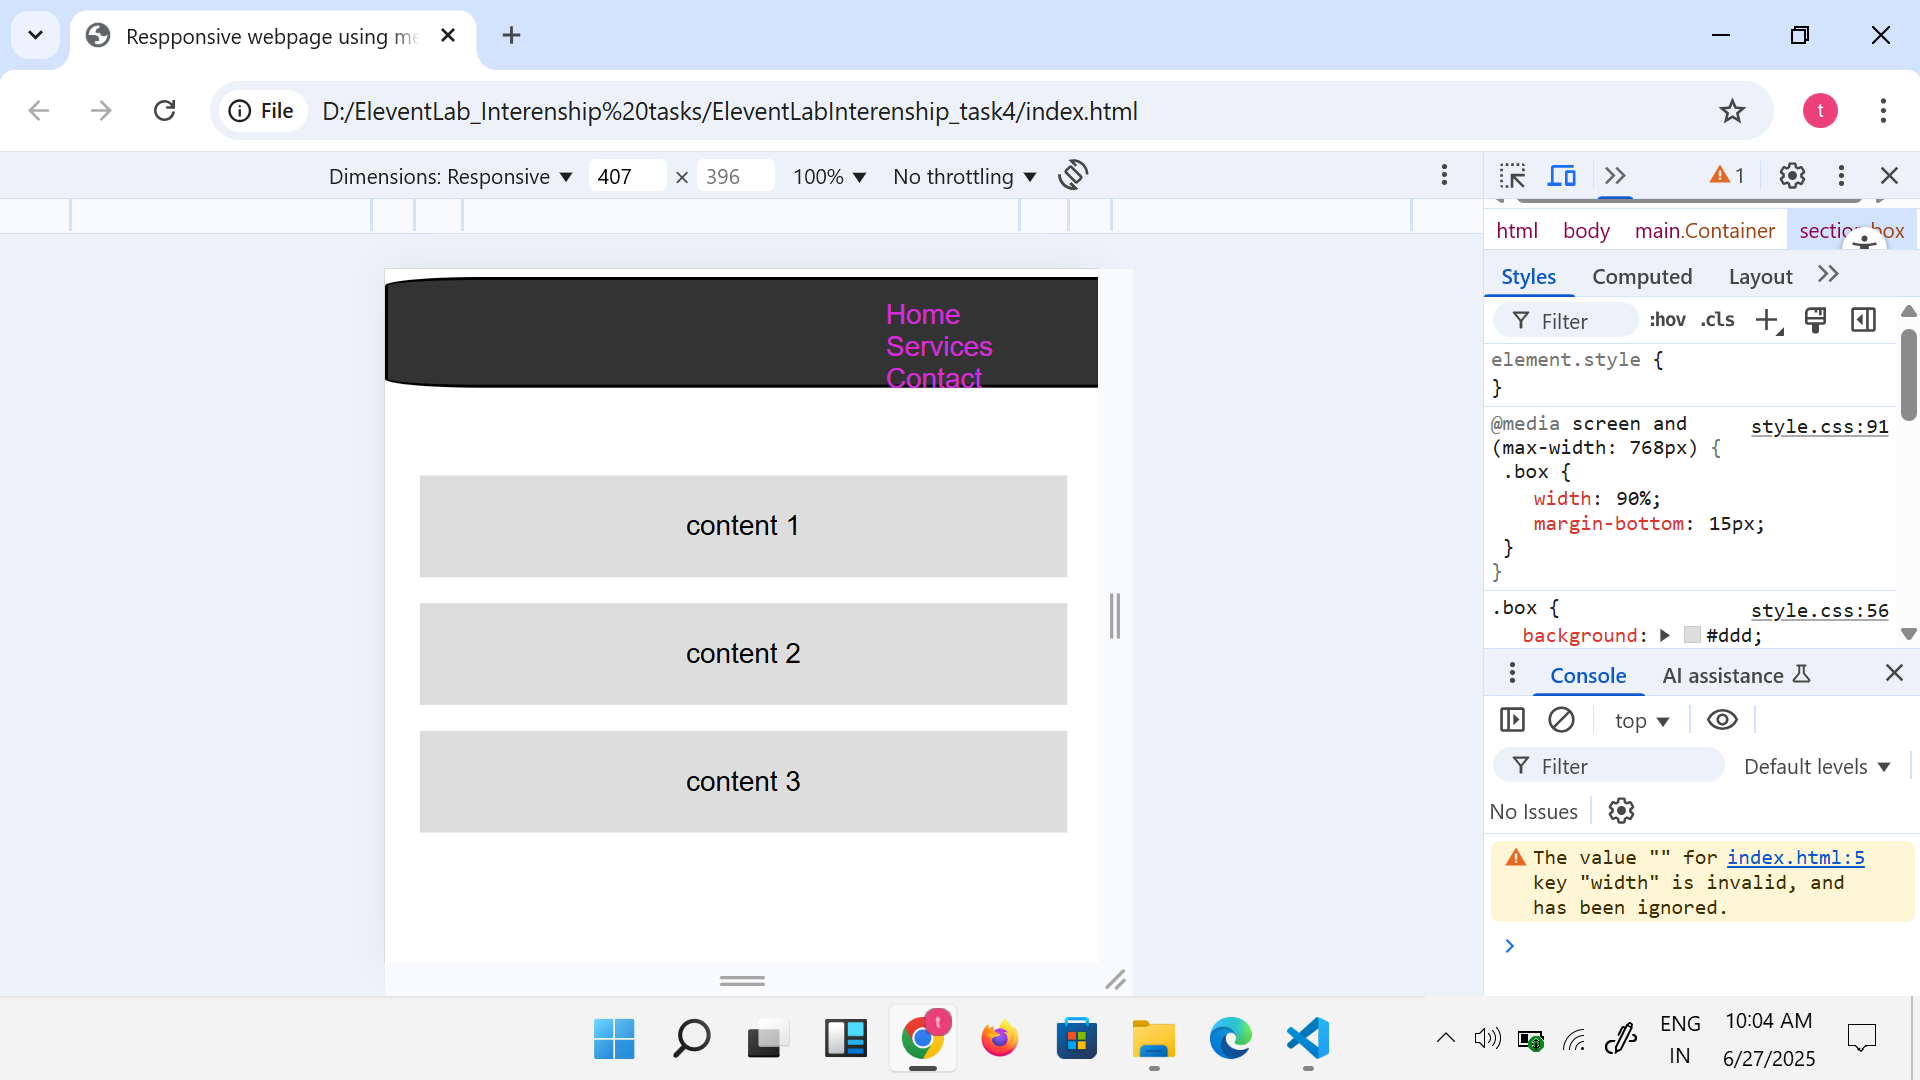 Respponsive webpage using me
File
D:/EleventLab_Interenship%20tasks/EleventLabInterenship_task4/index.html
t
Dimensions: Responsive 407 × 396 100% No throttling
1
html body main.Container section.box
Styles Computed Layout
Filter :hov .cls
element.style {
}
@media screen and style.css:91
(max-width: 768px) {
.box {
width: 90%;
margin-bottom: 15px;
}
}
.box { style.css:56
background: #ddd;
Home
Services
Contact
content 1
content 2
content 3
Console AI assistance
top
Filter Default levels
No Issues
The value "" for index.html:5
key "width" is invalid, and
has been ignored.
t
ENG
IN
10:04 AM
6/27/2025